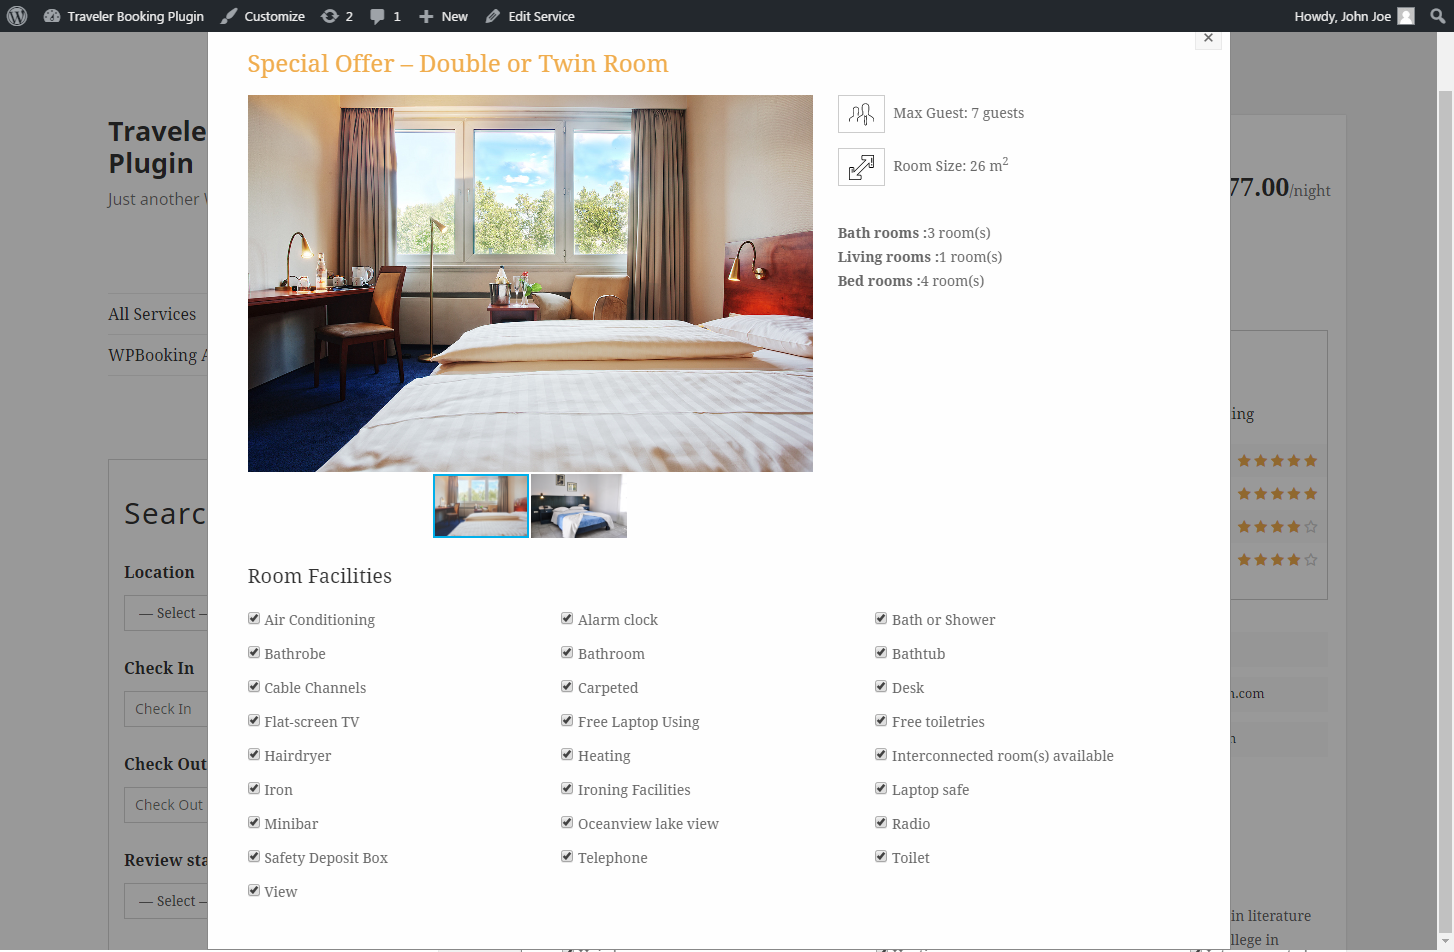 Traveler Booking Plugin Customize 2 1 New Edit Service Howdy, John Joe
×
Special Offer – Double or Twin Room
Max Guest: 7 guests
Room Size: 26 m2
Bath rooms :3 room(s)
Living rooms :1 room(s)
Bed rooms :4 room(s)
Room Facilities
Air Conditioning Alarm clock Bath or Shower
Bathrobe Bathroom Bathtub
Cable Channels Carpeted Desk
Flat-screen TV Free Laptop Using Free toiletries
Hairdryer Heating Interconnected room(s) available
Iron Ironing Facilities Laptop safe
Minibar Oceanview lake view Radio
Safety Deposit Box Telephone Toilet
View
Travele
Plugin
Just another
All Services
WPBooking A
Searc
Location
— Select —
Check In
Check In
Check Out
Check Out
Review sta
— Select —
77.00/night
ing
n.com
n
in literature
llege in